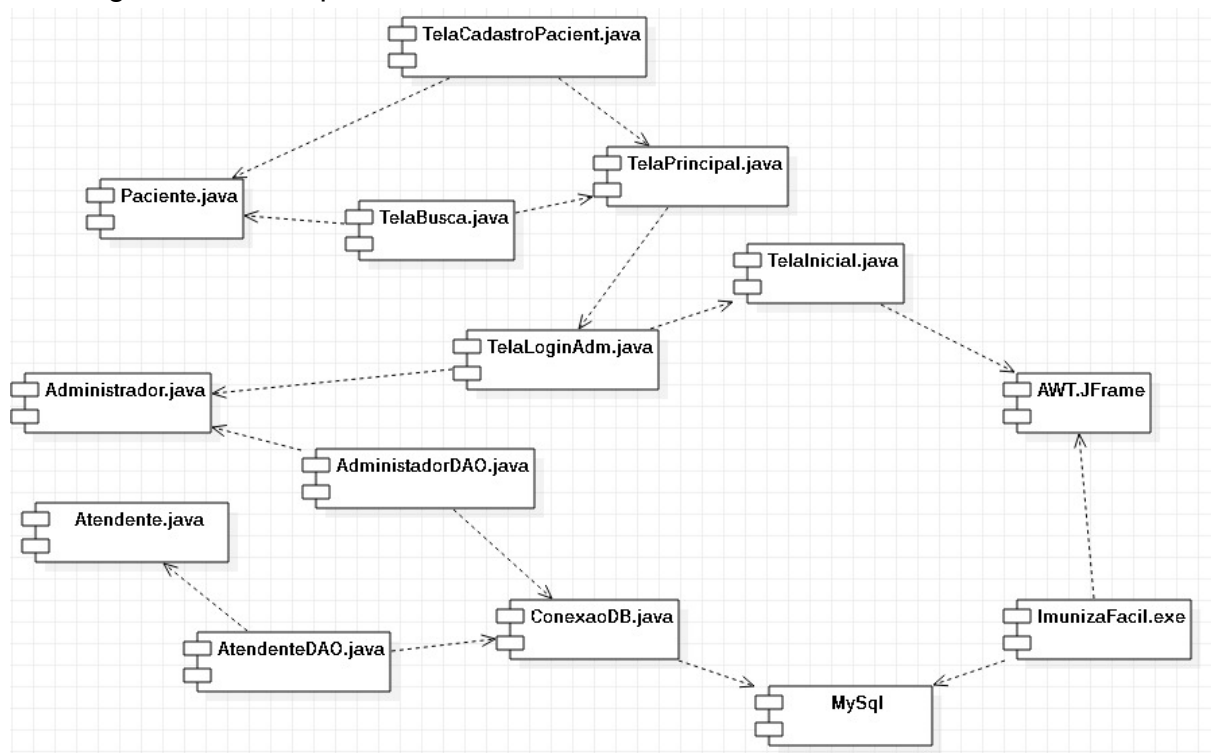 TelaCadastroPacient.java
TelaPrincipal.java
Paciente.java
TelaBusca.java
TelaInicial.java
TelaLoginAdm.java
Administrador.java
AWT.JFrame
AdministadorDAO.java
Atendente.java
ConexaoDB.java
ImunizaFacil.exe
AtendenteDAO.java
MySql